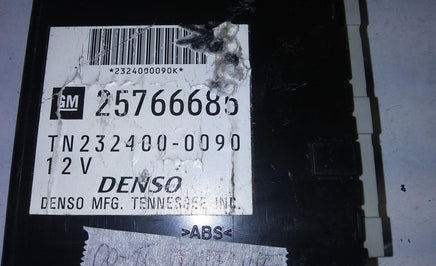 *2324000090K*
GM 25766685
TN232400-0090
12V
DENSO
DENSO MFG. TENNESSEE INC.
>ABS<